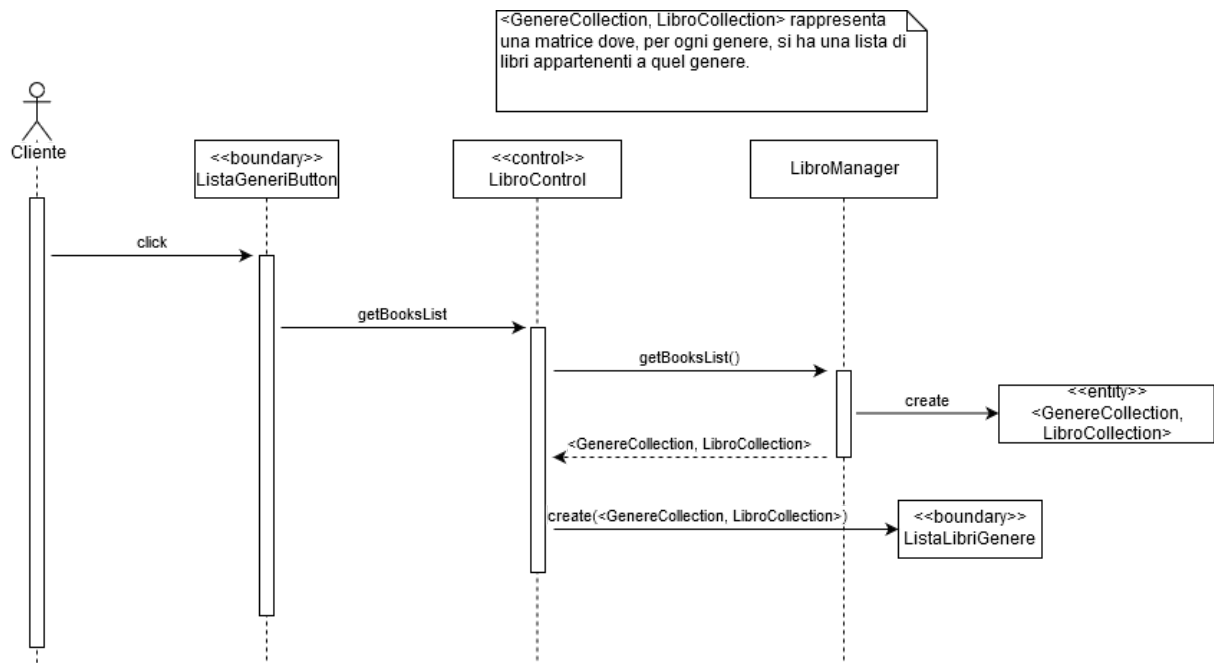 <GenereCollection, LibroCollection> rappresenta
una matrice dove, per ogni genere, si ha una lista di
libri appartenenti a quel genere.
Cliente
<<boundary>>
ListaGeneriButton
<<control>>
LibroControl
LibroManager
click
getBooksList
getBooksList()
create
<<entity>>
<GenereCollection,
LibroCollection>
<GenereCollection, LibroCollection>
create(<GenereCollection, LibroCollection>)
<<boundary>>
ListaLibriGenere